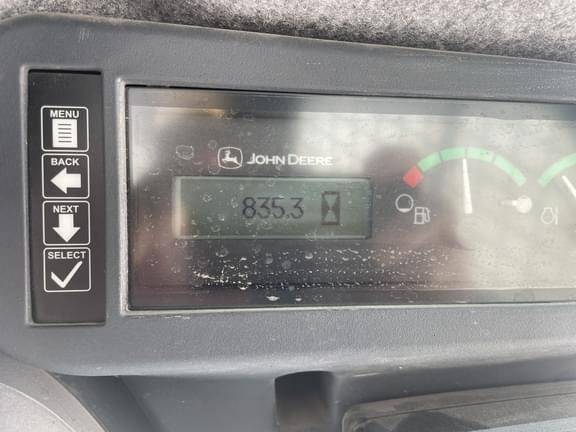 MENU
BACK
NEXT
SELECT
JOHN DEERE
835.3